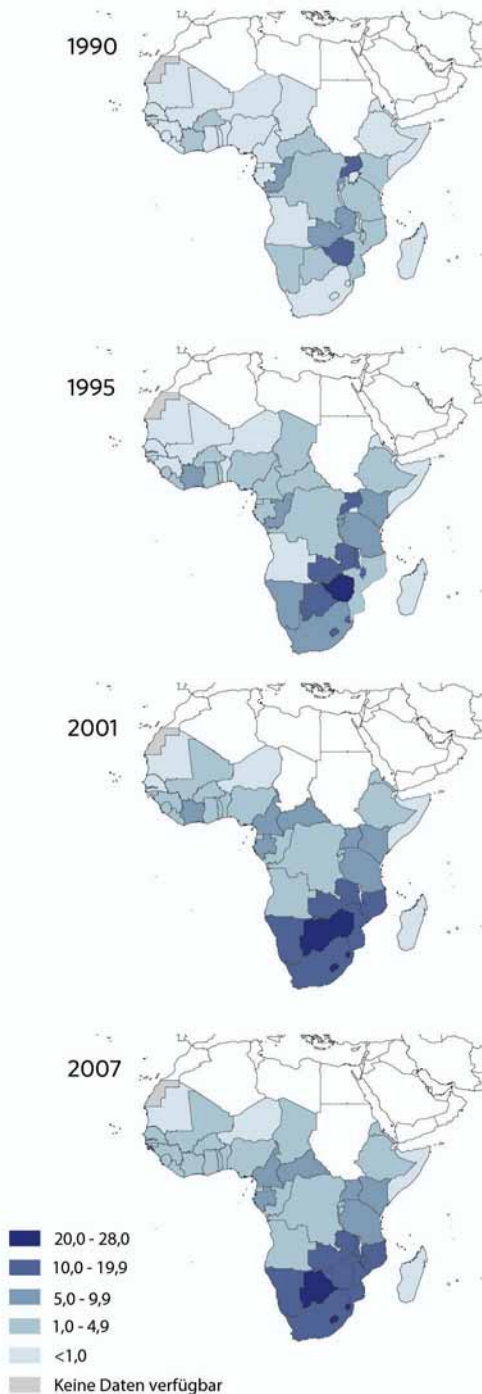 1990
1995
2001
2007
20,0 - 28,0
10,0 - 19,9
5,0 - 9,9
1,0 - 4,9
<1,0
Keine Daten verfügbar